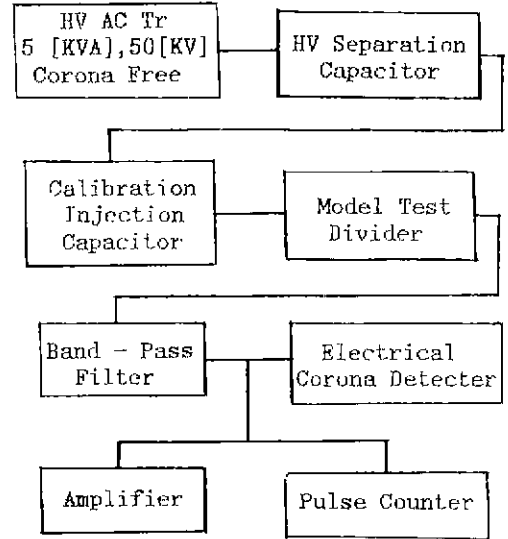 HV AC Tr
5 [KVA],50[KV]
Corona Free
HV Separation
Capacitor
Calibration
Injection
Capacitor
Model Test
Divider
Band - Pass
Filter
Electrical
Corona Detecter
Amplifier
Pulse Counter